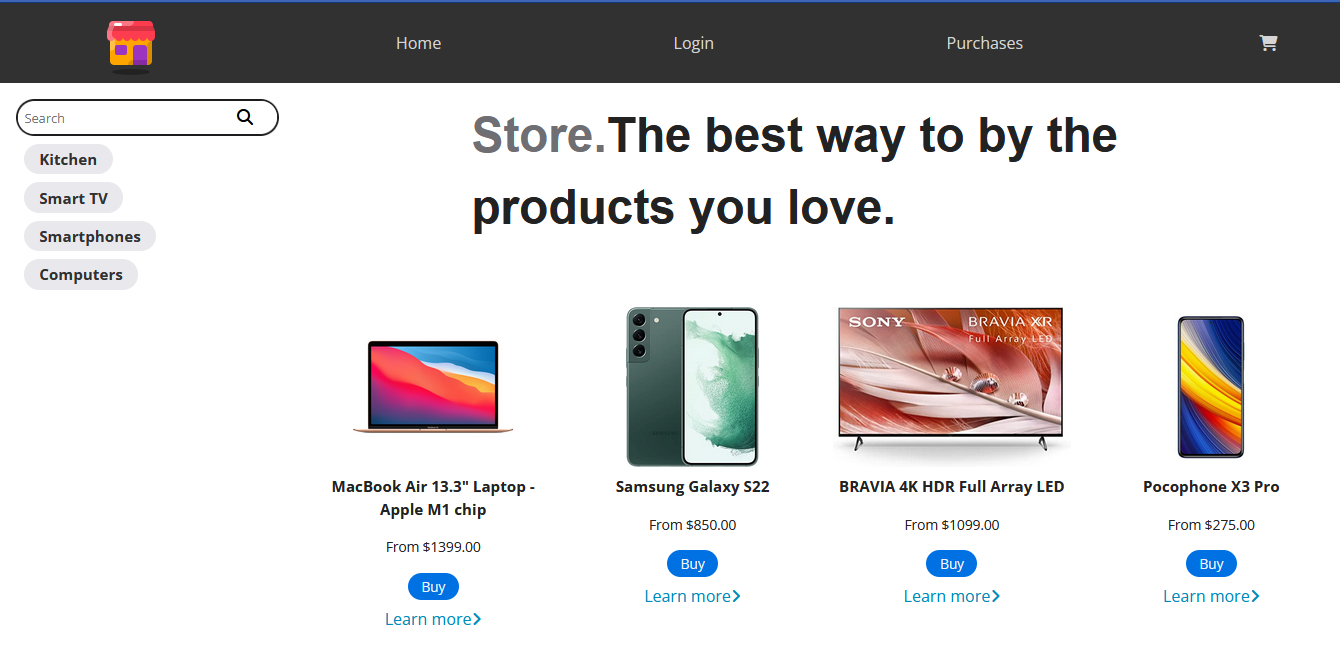 Home
Login
Purchases
Search
Kitchen
Smart TV
Smartphones
Computers
Store.The best way to by the
products you love.
SONY
BRAVIA XR
Full Array LED
MacBook Air 13.3" Laptop -
Apple M1 chip
From $1399.00
Buy
Learn more
Samsung Galaxy S22
From $850.00
Buy
Learn more
BRAVIA 4K HDR Full Array LED
From $1099.00
Buy
Learn more
Pocophone X3 Pro
From $275.00
Buy
Learn more